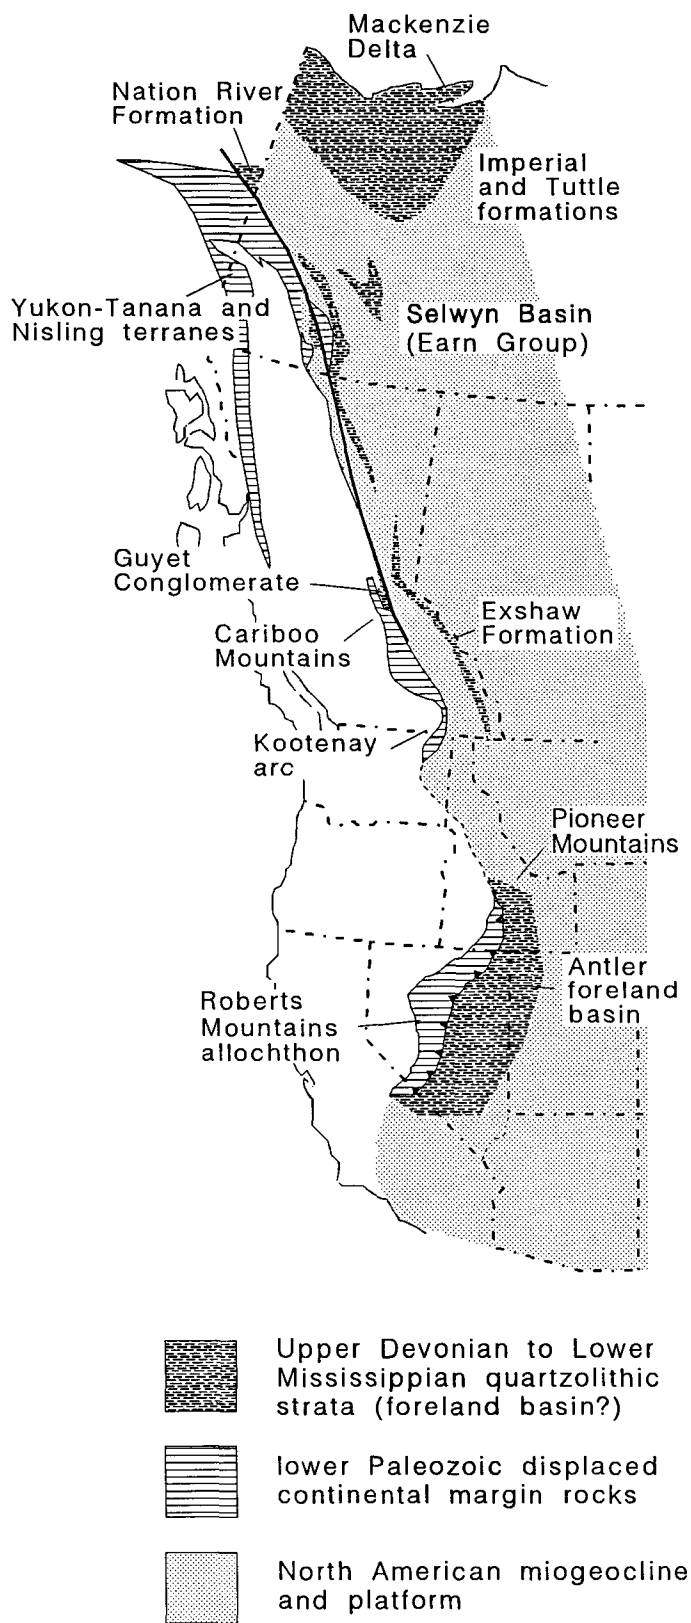 Mackenzie
Delta
Nation River
Formation
Imperial
and Tuttle
formations
Yukon-Tanana and
Nisling terranes
Selwyn Basin
(Earn Group)
Guyet
Conglomerate
Exshaw
Formation
Cariboo
Mountains
Kootenay
arc
Pioneer
Mountains
Antler
foreland
basin
Roberts
Mountains
allochthon
Upper Devonian to Lower
Mississippian quartzolithic
strata (foreland basin?)
lower Paleozoic displaced
continental margin rocks
North American miogeocline
and platform